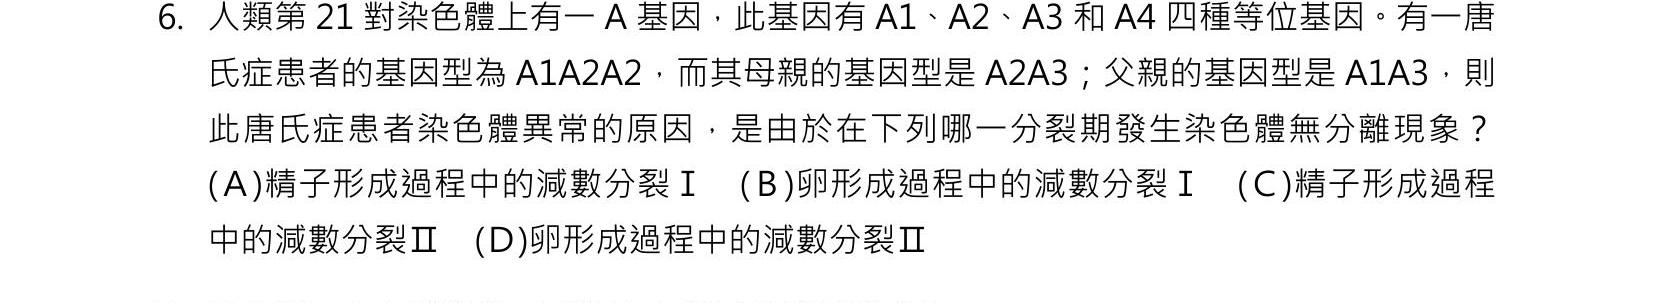 6. 人類第 21 對染色體上有一 A 基因，此基因有 A1、A2、A3 和 A4 四種等位基因。有一唐
氏症患者的基因型為 A1A2A2，而其母親的基因型是 A2A3；父親的基因型是 A1A3，則
此唐氏症患者染色體異常的原因，是由於在下列哪一分裂期發生染色體無分離現象？
(A)精子形成過程中的減數分裂Ⅰ (B)卵形成過程中的減數分裂Ⅰ (C)精子形成過程
中的減數分裂Ⅱ (D)卵形成過程中的減數分裂Ⅱ